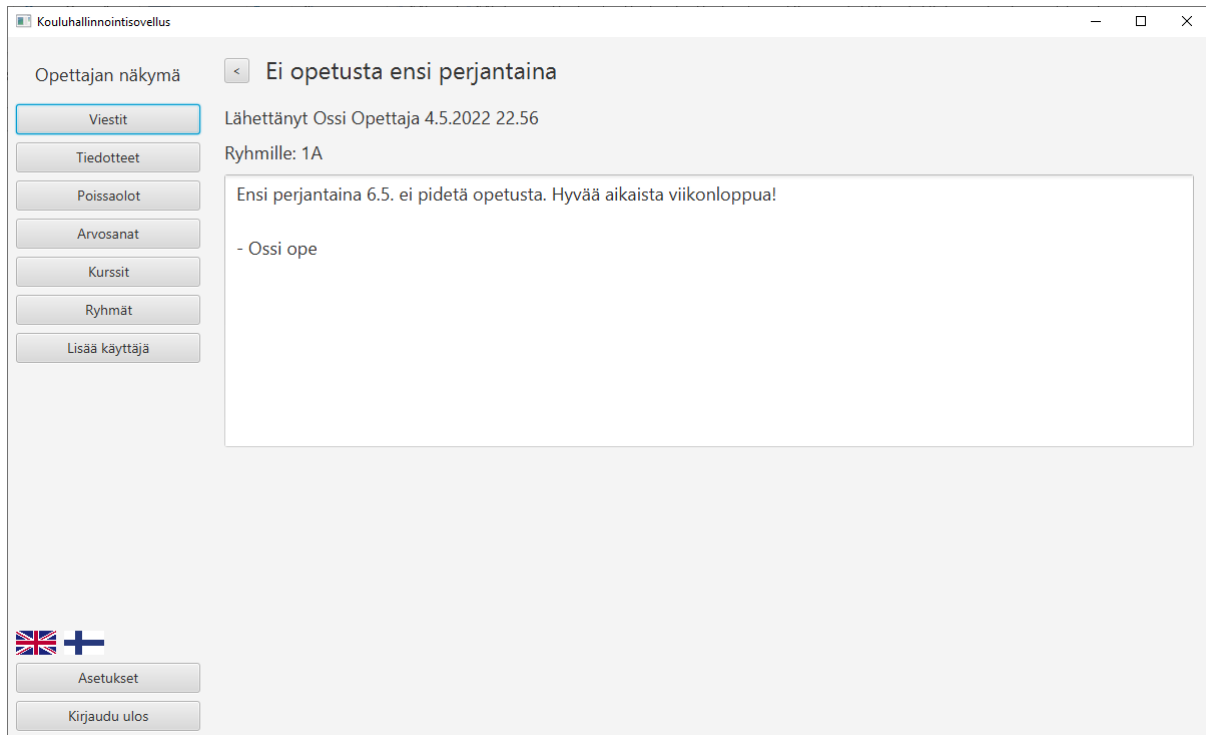 Kouluhallinnointisovellus
Opettajan näkymä
Viestit
Tiedotteet
Poissaolot
Arvosanat
Kurssit
Ryhmät
Lisää käyttäjä
Asetukset
Kirjaudu ulos
< Ei opetusta ensi perjantaina
Lähettänyt Ossi Opettaja 4.5.2022 22.56
Ryhmille: 1A
Ensi perjantaina 6.5. ei pidetä opetusta. Hyvää aikaista viikonloppua!
- Ossi ope